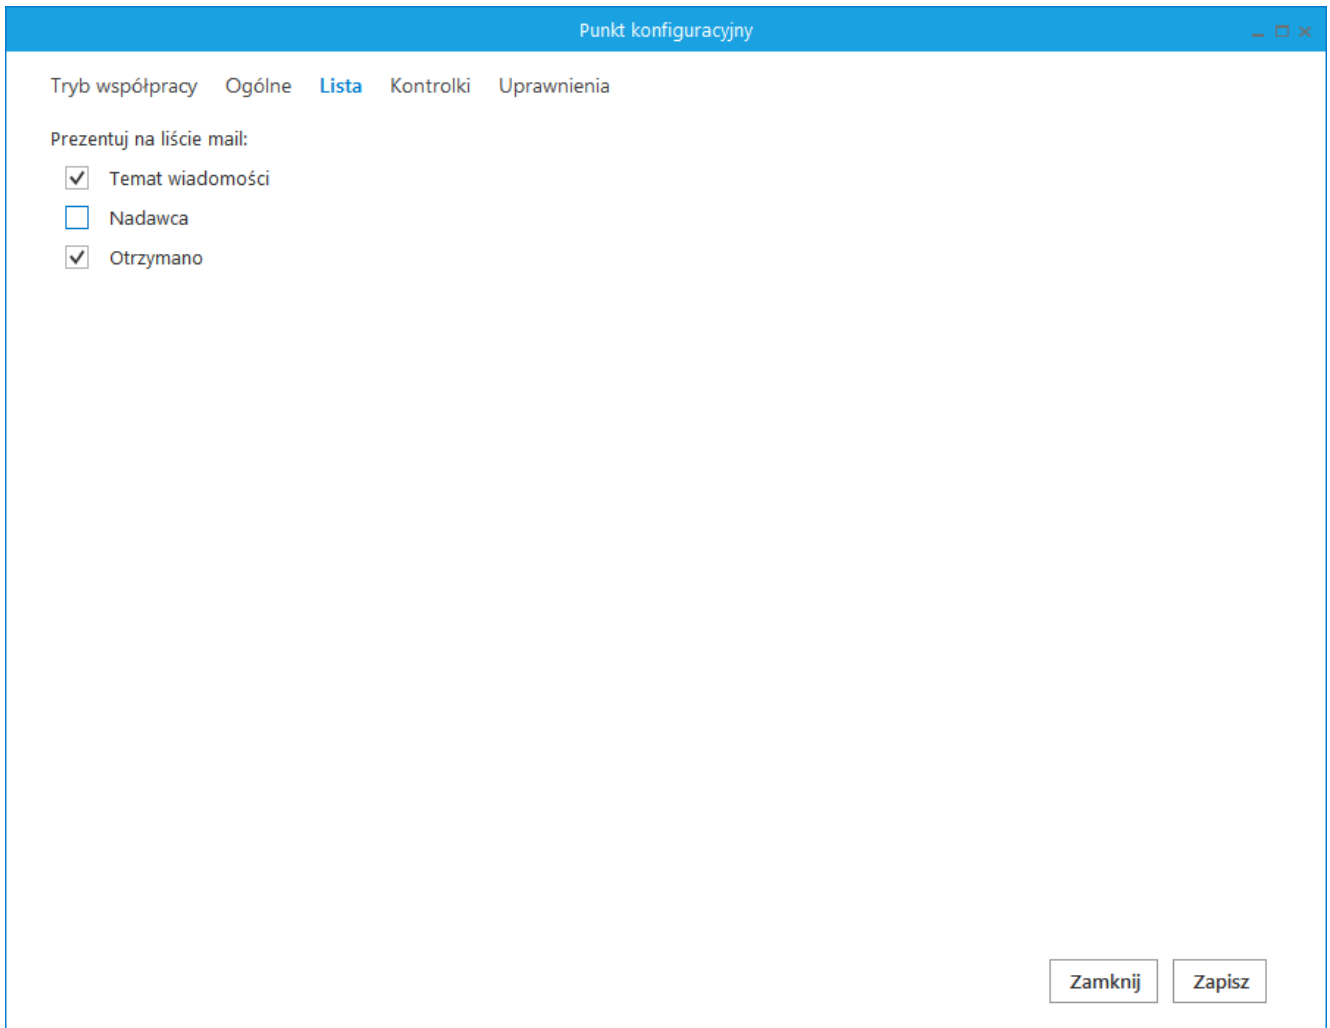 Punkt konfiguracyjny
Tryb współpracy Ogólne Lista Kontrolki Uprawnienia
Prezentuj na liście mail:
Temat wiadomości
Nadawca
Otrzymano
Zamknij Zapisz